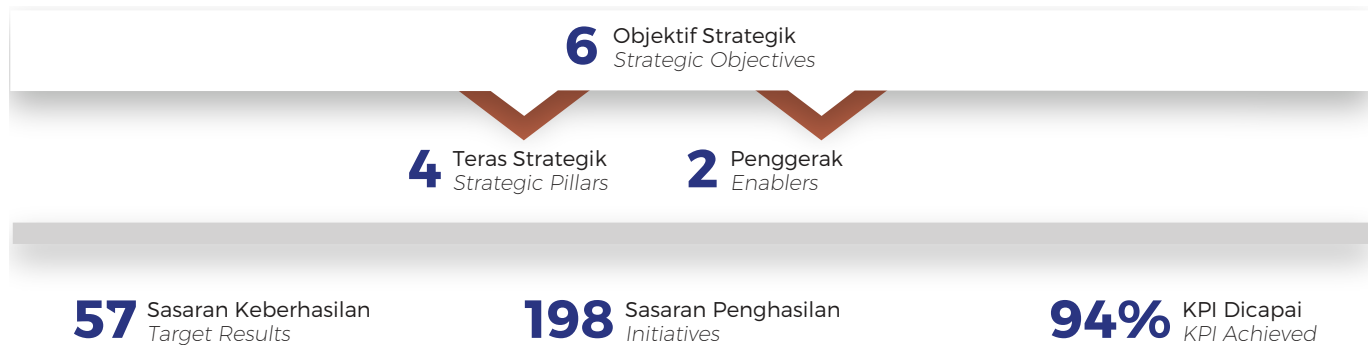 6 Objektif Strategik
Strategic Objectives
4 Teras Strategik
Strategic Pillars
2 Penggerak
Enablers
57 Sasaran Keberhasilan
Target Results
198 Sasaran Penghasilan
Initiatives
94% KPI Dicapai
KPI Achieved